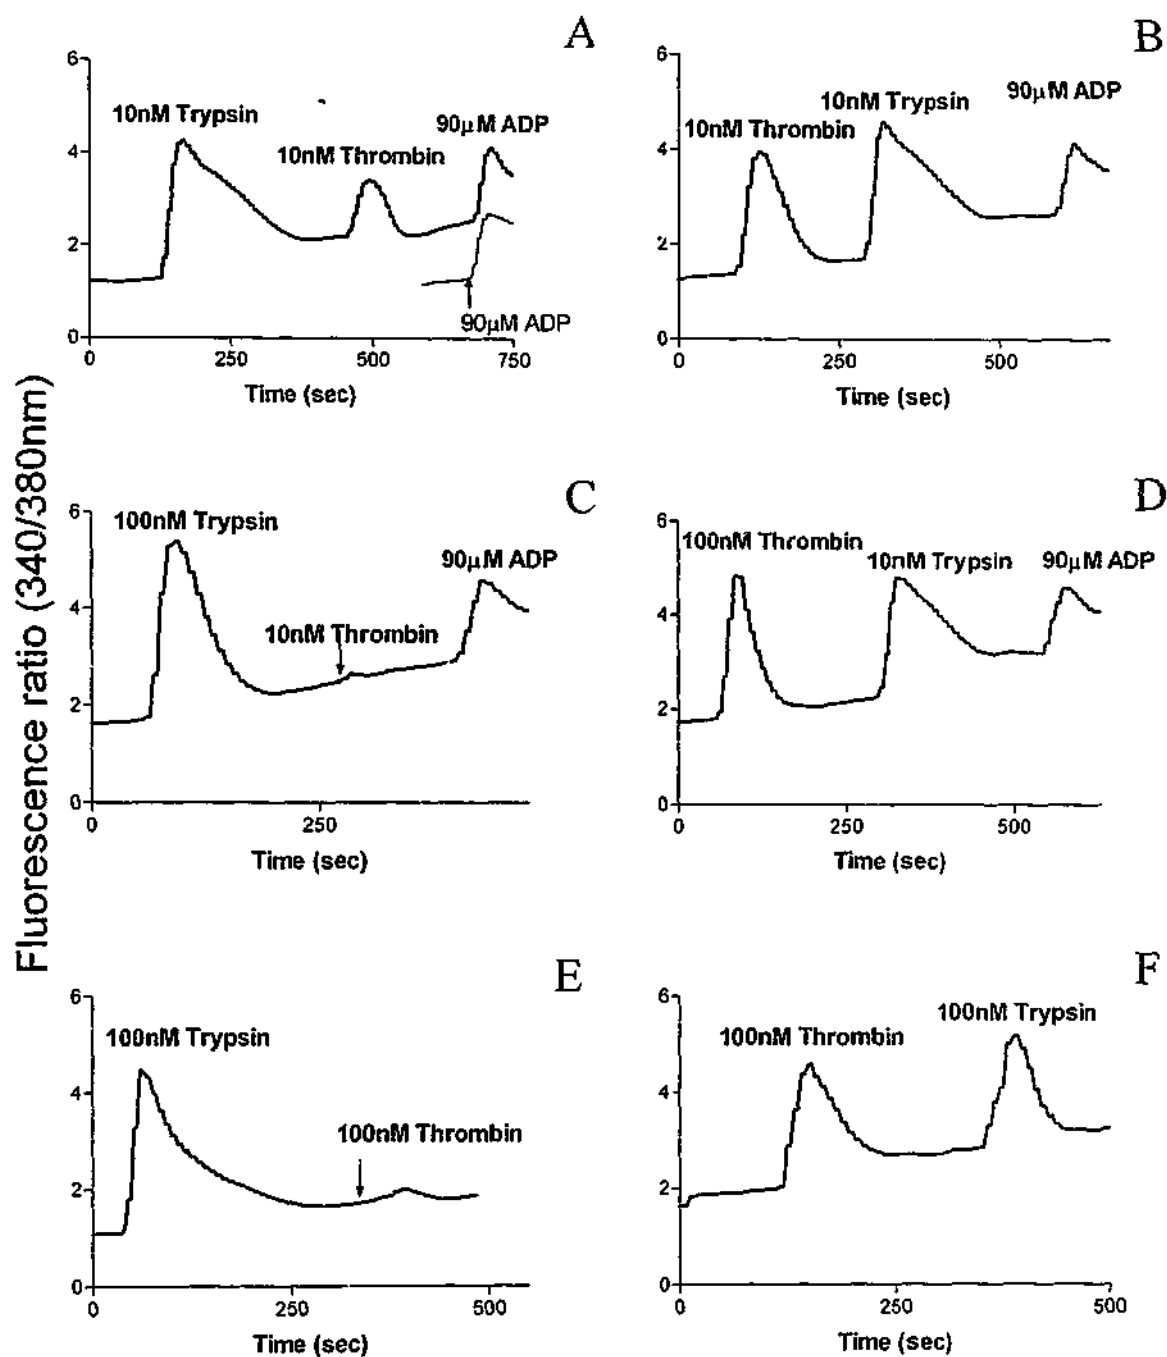 Fluorescence ratio (340/380nm)
A
6
4
2
0
10nM Trypsin
10nM Thrombin
90μM ADP
90μM ADP
0 250 500 750
Time (sec)
B
6
4
2
0
10nM Thrombin
10nM Trypsin
90μM ADP
0 250 500
Time (sec)
C
6
4
2
0
100nM Trypsin
10nM Thrombin
90μM ADP
0 250
Time (sec)
D
6
4
2
0
100nM Thrombin
10nM Trypsin
90μM ADP
0 250 500
Time (sec)
E
6
4
2
0
100nM Trypsin
100nM Thrombin
0 250 500
Time (sec)
F
6
4
2
0
100nM Thrombin
100nM Trypsin
0 250 500
Time (sec)